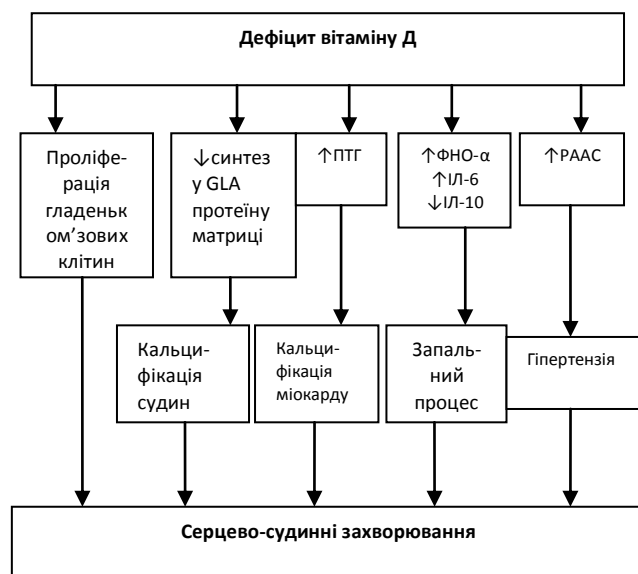 Дефіцит вітаміну Д
Проліфе-
рація
гладеньк
ом’зових
клітин
↓синтез
у GLA
протеїну
матриці
↑ПТГ
↑ФНО-α
↑ІЛ-6
↓ІЛ-10
↑РААС
Кальци-
фікація
судин
Кальци-
фікація
міокарду
Запаль-
ний
процес
Гіпертензія
Серцево-судинні захворювання